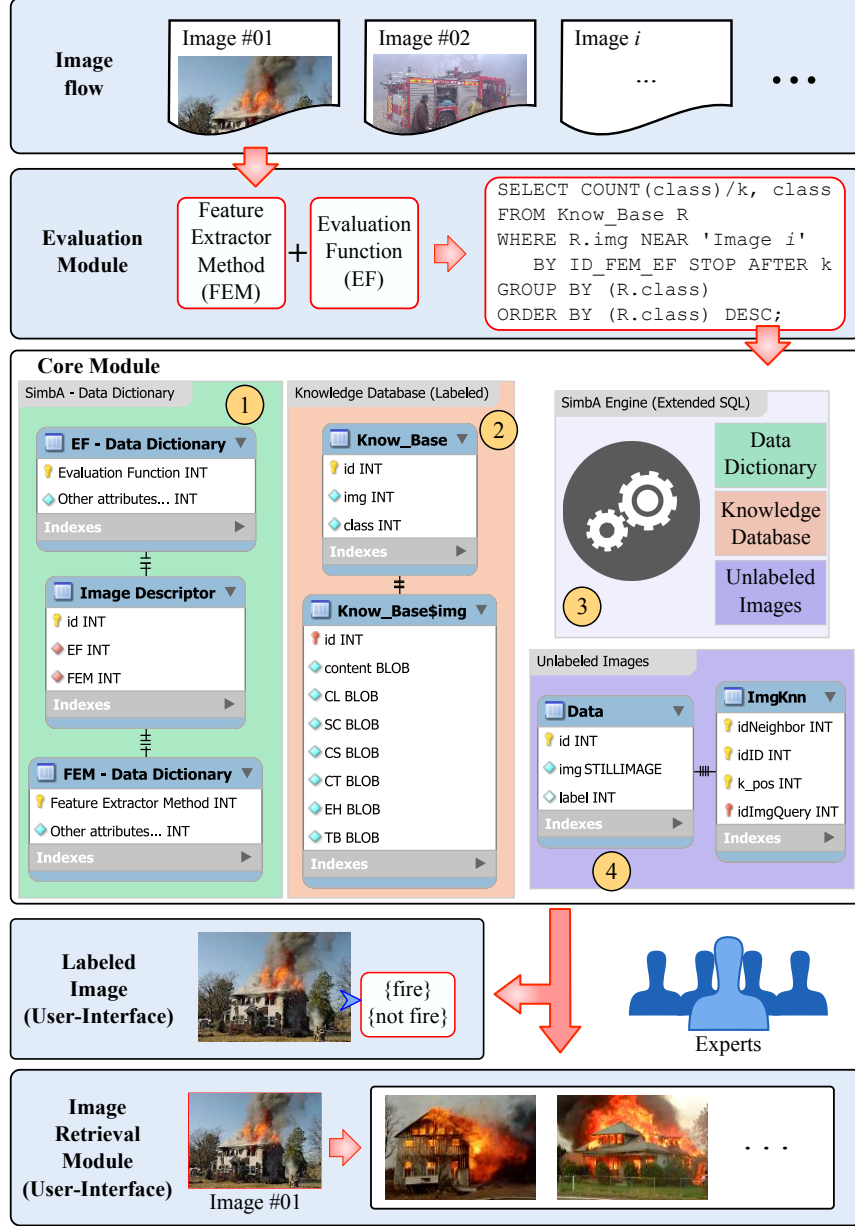 Image
flow
Image #01
Image #02
Image i
...
...
Evaluation
Module
Feature
Extractor
Method
(FEM)
+
Evaluation
Function
(EF)
SELECT COUNT(class)/k, class
FROM Know_Base R
WHERE R.img NEAR 'Image i'
BY ID_FEM_EF STOP AFTER k
GROUP BY (R.class)
ORDER BY (R.class) DESC;
Core Module
SimbA - Data Dictionary
1
EF - Data Dictionary
Evaluation Function INT
Other attributes... INT
Indexes
Image Descriptor
id INT
EF INT
FEM INT
Indexes
FEM - Data Dictionary
Feature Extractor Method INT
Other attributes... INT
Indexes
Knowledge Database (Labeled)
2
Know_Base
id INT
img INT
class INT
Indexes
Know_Base$img
id INT
content BLOB
CL BLOB
SC BLOB
CS BLOB
CT BLOB
EH BLOB
TB BLOB
Indexes
SimbA Engine (Extended SQL)
3
Data
Dictionary
Knowledge
Database
Unlabeled
Images
Unlabeled Images
Data
id INT
img STILLIMAGE
label INT
Indexes
4
ImgKnn
idNeighbor INT
idID INT
k_pos INT
idImgQuery INT
Indexes
Labeled
Image
(User-Interface)
{fire}
{not fire}
Experts
Image
Retrieval
Module
(User-Interface)
Image #01
...